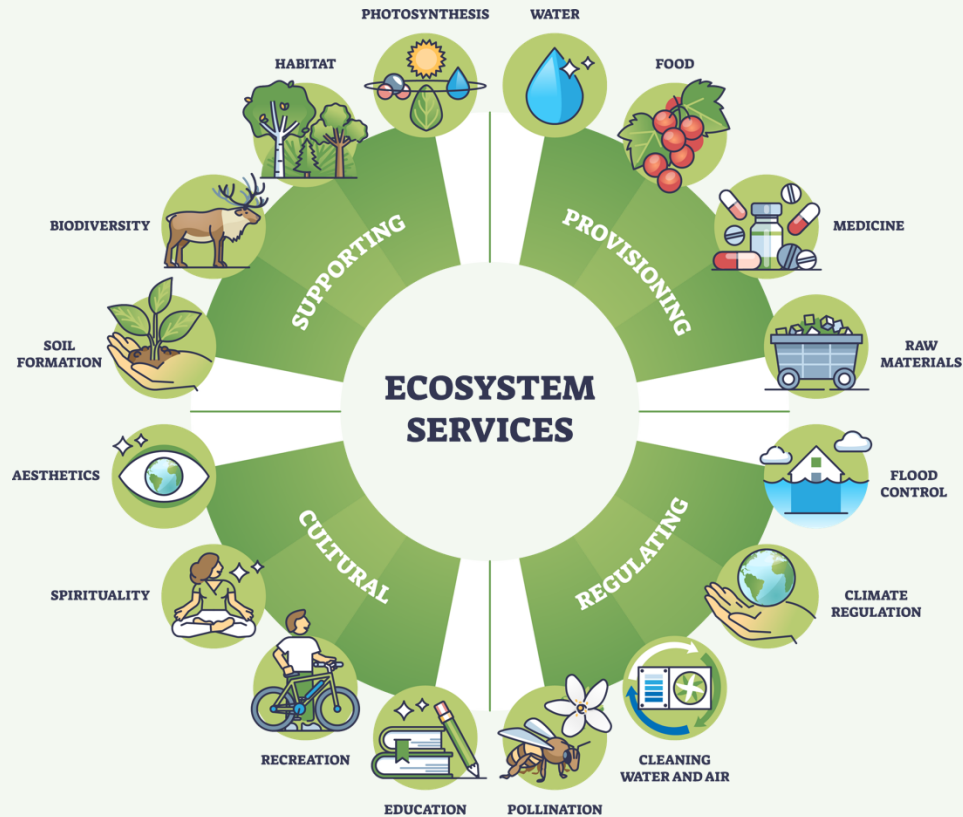 PHOTOSYNTHESIS
WATER
HABITAT
FOOD
BIODIVERSITY
MEDICINE
SUPPORTING
PROVISIONING
SOIL
FORMATION
RAW
MATERIALS
ECOSYSTEM
SERVICES
AESTHETICS
FLOOD
CONTROL
CULTURAL
REGULATING
SPIRITUALITY
CLIMATE
REGULATION
RECREATION
CLEANING
WATER AND AIR
EDUCATION
POLLINATION